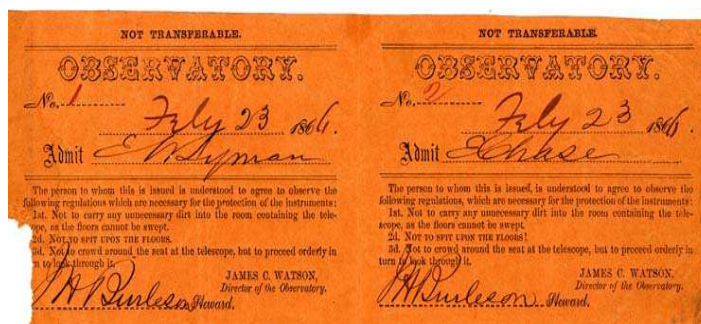 NOT TRANSFERABLE.
OBSERVATORY.
No. 1
Feby 23 1866.
Admit E W Lyman
The person to whom this is issued is understood to agree to observe the
following regulations which are necessary for the protection of the instruments:
1st. Not to carry any unnecessary dirt into the room containing the tele-
scope, as the floors cannot be swept.
2d. NOT TO SPIT UPON THE FLOORS.
3d. Not to crowd around the seat at the telescope, but to proceed orderly in
turn to look through it.
JAMES C. WATSON,
Director of the Observatory.
Burleson Steward.
NOT TRANSFERABLE.
OBSERVATORY.
No. 2
Feby 23 1866.
Admit E Chase
The person to whom this is issued, is understood to agree to observe the
following regulations, which are necessary for the protection of the instruments:
1st. Not to carry any unnecessary dirt into the room containing the tele-
scope, as the floors cannot be swept.
2d. NOT TO SPIT UPON THE FLOORS!
3d. Not to crowd around the seat at the telescope, but to proceed orderly in
turn to look through it.
JAMES C. WATSON,
Director of the Observatory.
Burleson Steward.